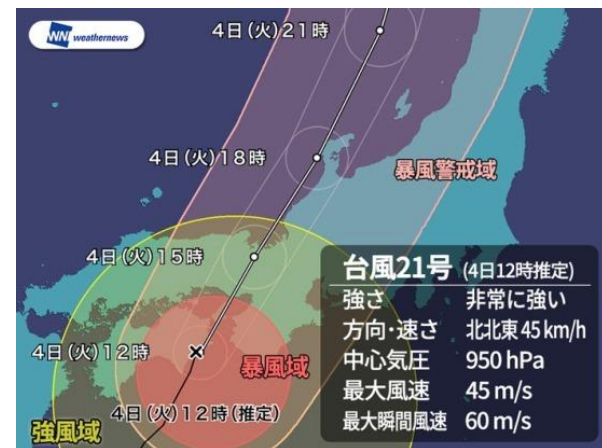 WNI weathernews
4日(火)21時
4日(火)18時
暴風警戒域
4日(火)15時
4日(火)12時
暴風域
4日(火)12時(推定)
強風域
台風21号 (4日12時推定)
強さ 非常に強い
方向・速さ 北北東 45 km/h
中心気圧 950 hPa
最大風速 45 m/s
最大瞬間風速 60 m/s